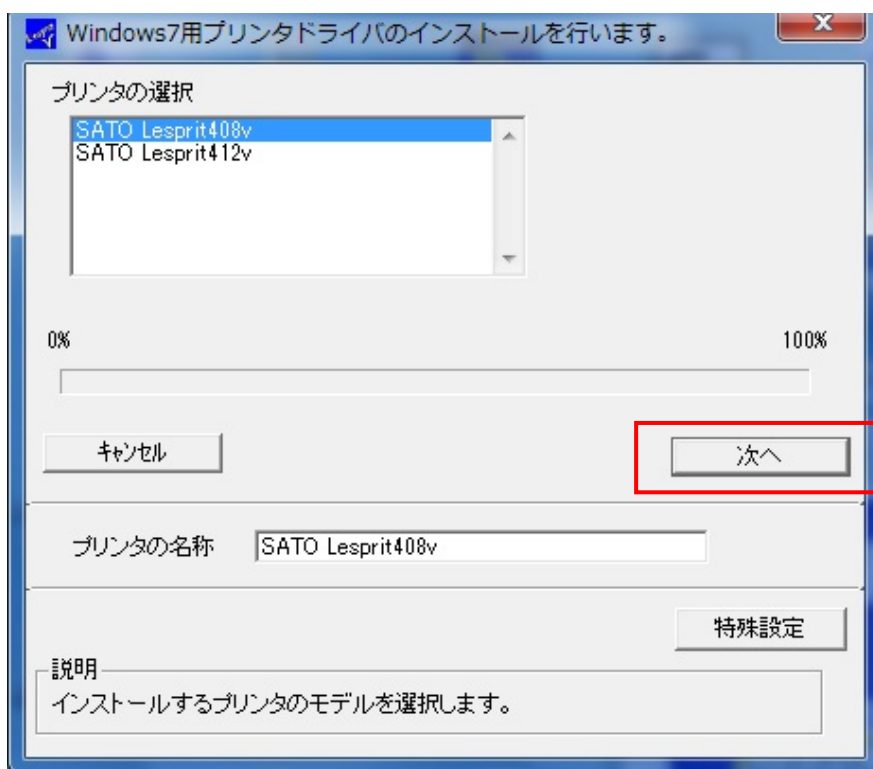 Windows7用プリンタドライバのインストールを行います。
プリンタの選択
SATO Lesprit408v
SATO Lesprit412v
0%
100%
キャンセル
次へ
プリンタの名称
SATO Lesprit408v
特殊設定
説明
インストールするプリンタのモデルを選択します。